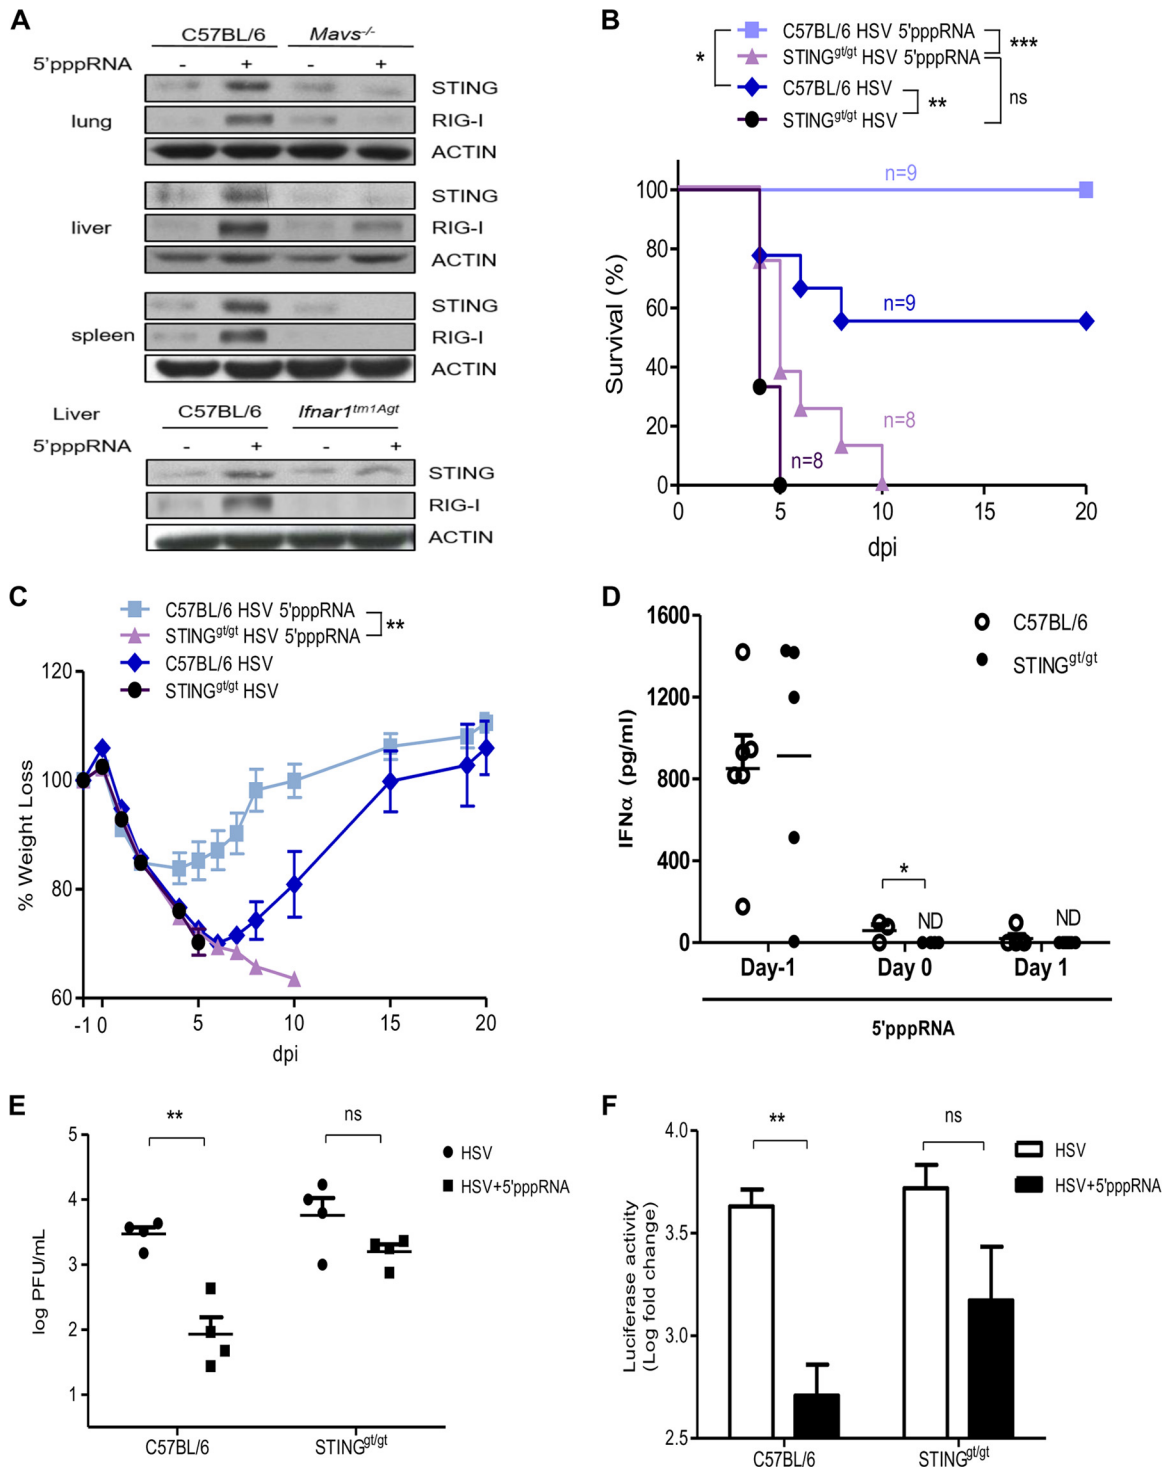 A
C57BL/6 Mavs-/-
5'pppRNA - + - +
STING
lung RIG-I
ACTIN
STING
liver RIG-I
ACTIN
STING
spleen RIG-I
ACTIN
Liver C57BL/6 Ifnar1tm1Agt
5'pppRNA - + - +
STING
RIG-I
ACTIN
B
C57BL/6 HSV 5'pppRNA
STINGgt/gt HSV 5'pppRNA
C57BL/6 HSV
STINGgt/gt HSV
*
***
**
ns
Survival (%)
100
80
60
40
20
0
n=9
n=9
n=8
n=8
0 5 10 15 20
dpi
C
C57BL/6 HSV 5'pppRNA
STINGgt/gt HSV 5'pppRNA
C57BL/6 HSV
STINGgt/gt HSV
**
% Weight Loss
120
100
80
60
-1 0 5 10 15 20
dpi
D
C57BL/6
STINGgt/gt
IFNα (pg/ml)
1600
1200
800
400
0
*
ND
ND
Day-1 Day 0 Day 1
5'pppRNA
E
** ns
HSV
HSV+5'pppRNA
log PFU/mL
5
4
3
2
1
C57BL/6 STINGgt/gt
F
** ns
HSV
HSV+5'pppRNA
Luciferase activity
(Log fold change)
4.0
3.5
3.0
2.5
C57BL/6 STINGgt/gt